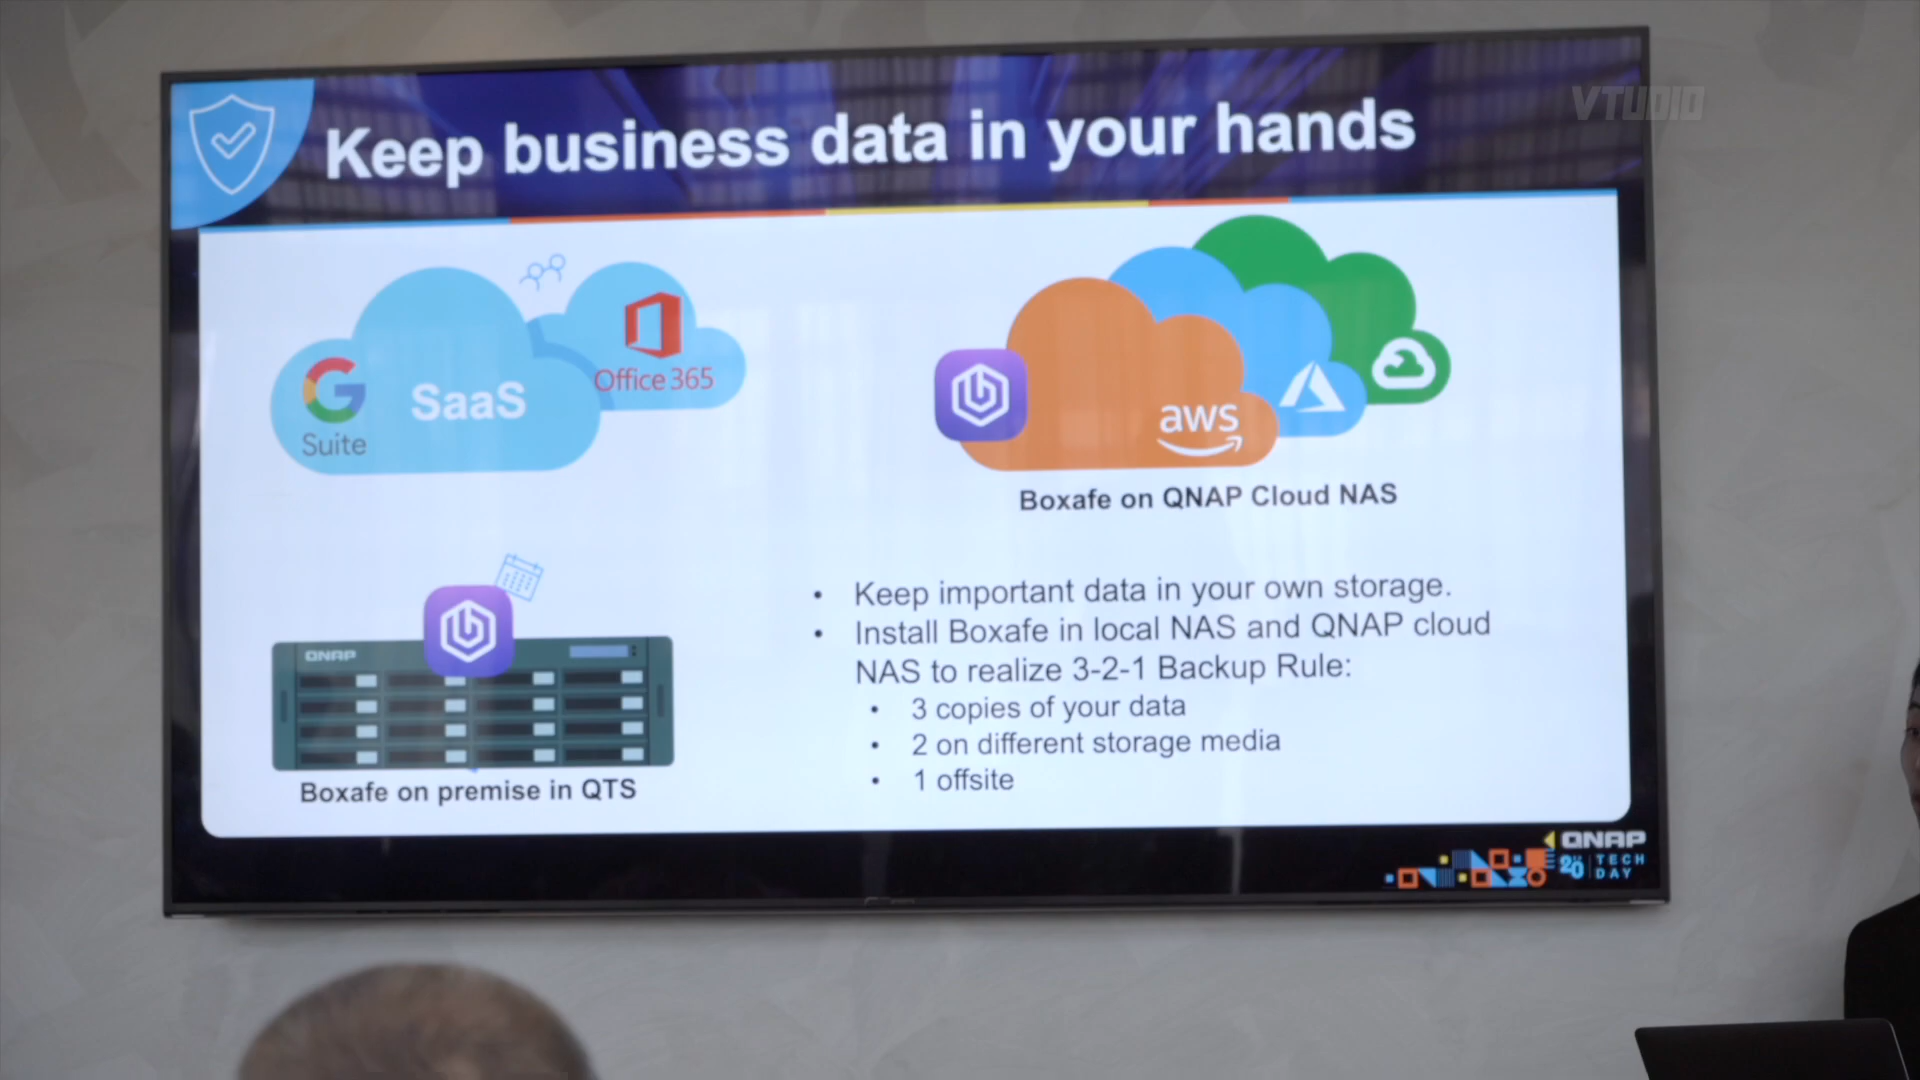 VTUDIO
Keep business data in your hands
G Suite
SaaS
Office 365
aws
Boxafe on QNAP Cloud NAS
QNAP
Boxafe on premise in QTS
• Keep important data in your own storage.
• Install Boxafe in local NAS and QNAP cloud
NAS to realize 3-2-1 Backup Rule:
• 3 copies of your data
• 2 on different storage media
• 1 offsite
QNAP
20 TECH
DAY